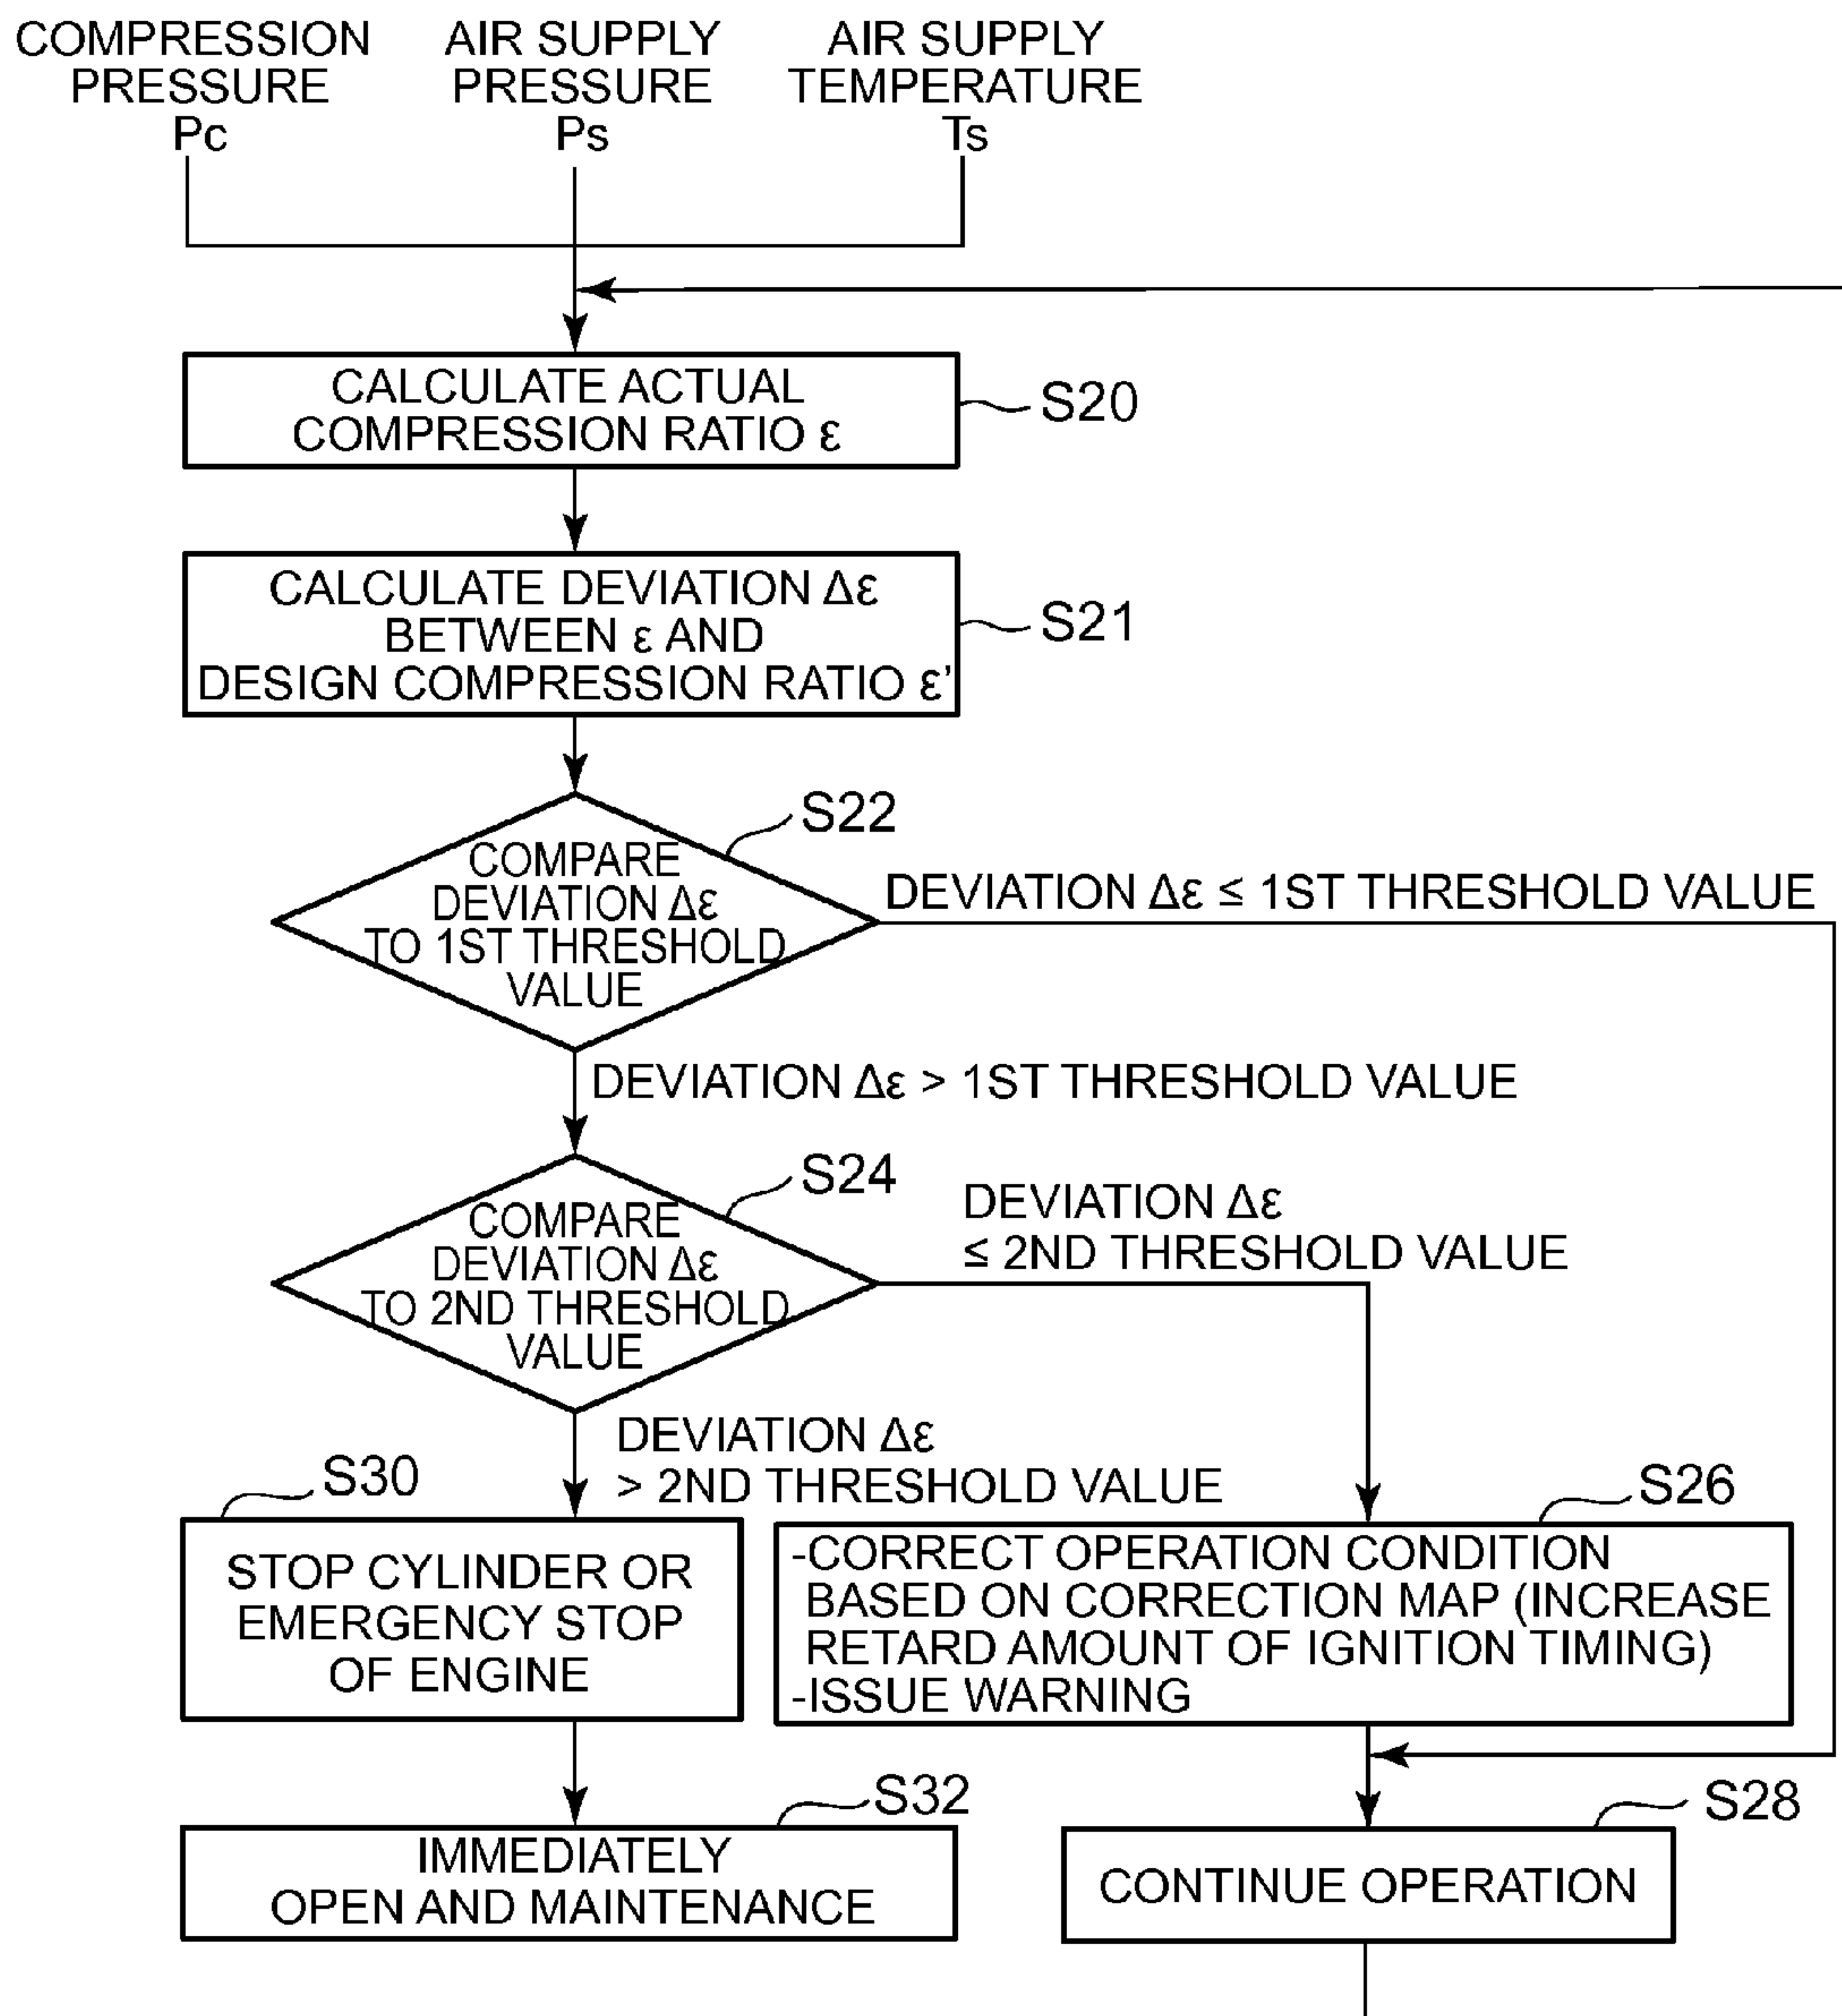 COMPRESSION
PRESSURE
Pc
AIR SUPPLY
PRESSURE
Ps
AIR SUPPLY
TEMPERATURE
Ts
CALCULATE ACTUAL
COMPRESSION RATIO ε
S20
CALCULATE DEVIATION Δε
BETWEEN ε AND
DESIGN COMPRESSION RATIO ε’
S21
S22
COMPARE
DEVIATION Δε
TO 1ST THRESHOLD
VALUE
DEVIATION Δε ≤ 1ST THRESHOLD VALUE
DEVIATION Δε > 1ST THRESHOLD VALUE
S24
COMPARE
DEVIATION Δε
TO 2ND THRESHOLD
VALUE
DEVIATION Δε
≤ 2ND THRESHOLD VALUE
DEVIATION Δε
> 2ND THRESHOLD VALUE
S30
STOP CYLINDER OR
EMERGENCY STOP
OF ENGINE
S26
-CORRECT OPERATION CONDITION
BASED ON CORRECTION MAP (INCREASE
RETARD AMOUNT OF IGNITION TIMING)
-ISSUE WARNING
S32
IMMEDIATELY
OPEN AND MAINTENANCE
S28
CONTINUE OPERATION